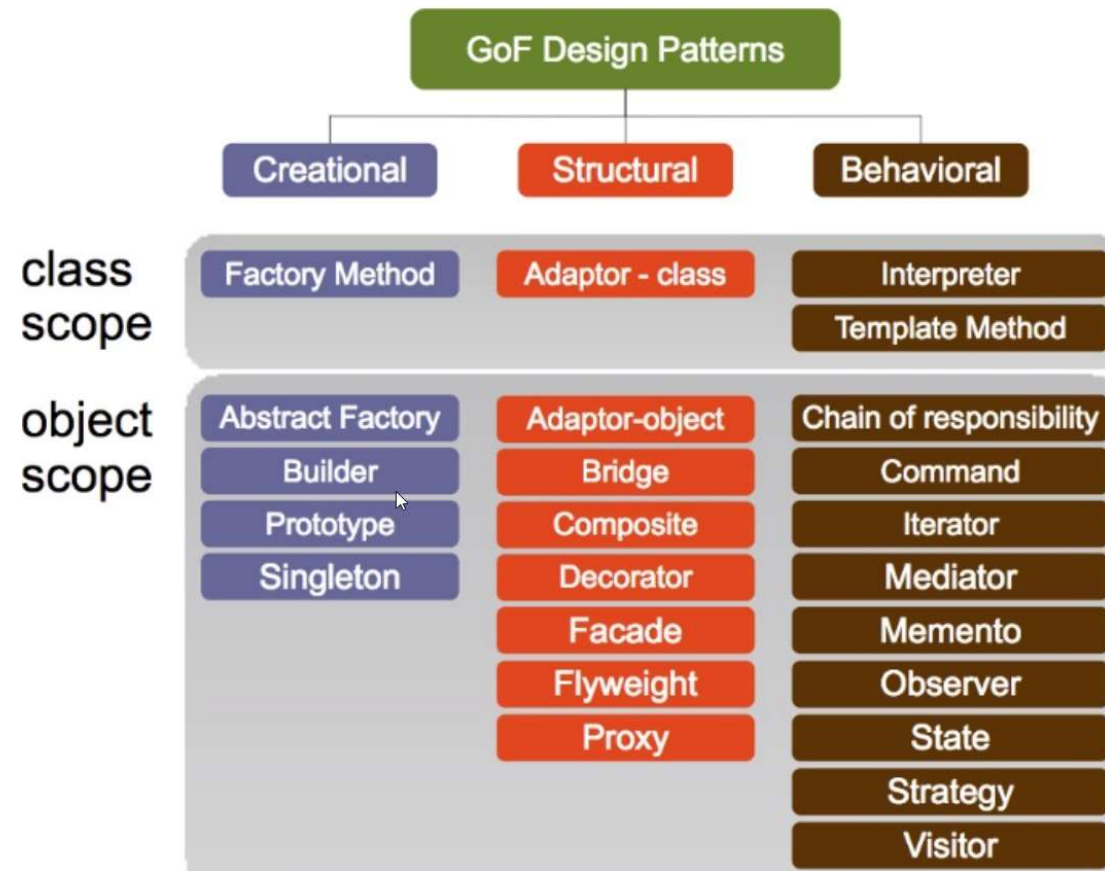 GoF Design Patterns
Creational
Structural
Behavioral
class
scope
Factory Method
Adaptor - class
Interpreter
Template Method
object
scope
Abstract Factory
Builder
Prototype
Singleton
Adaptor-object
Bridge
Composite
Decorator
Facade
Flyweight
Proxy
Chain of responsibility
Command
Iterator
Mediator
Memento
Observer
State
Strategy
Visitor